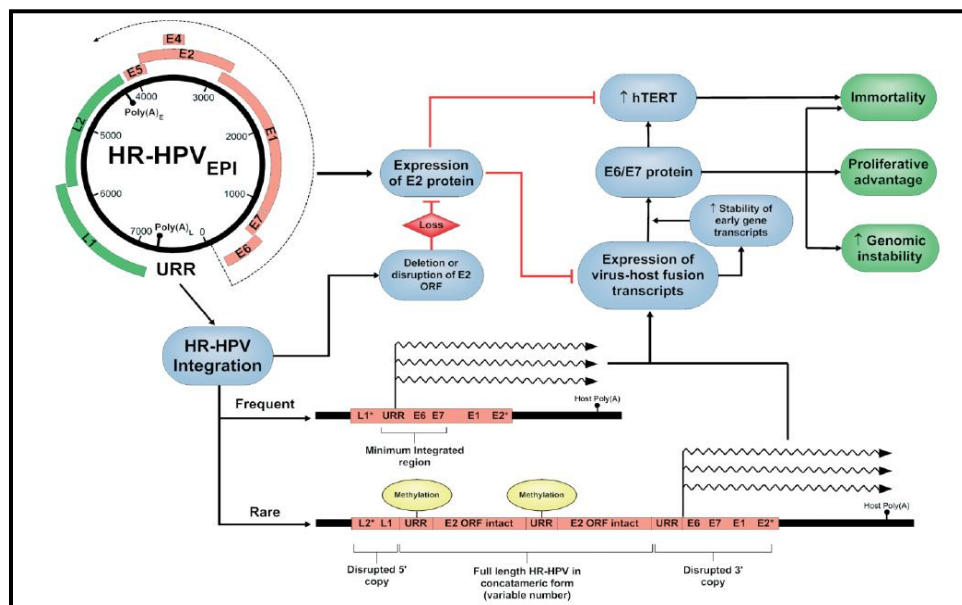 E4
E2
E5
4000
3000
Poly(A)E
L2
E1
5000
2000
HR-HPVEPI
6000
1000
Poly(A)L
7000
0
E7
E6
L1
URR
Expression
of E2 protein
Loss
Deletion or
disruption of E2
ORF
↑ hTERT
E6/E7 protein
↑ Stability of
early gene
transcripts
Expression of
virus-host fusion
transcripts
Immortality
Proliferative
advantage
↑ Genomic
instability
HR-HPV
Integration
Frequent
Host Poly(A)
L1* URR E6 E7 E1 E2*
Minimum Integrated
region
Methylation
Methylation
Rare
Host Poly(A)
L2* L1 URR E2 ORF intact URR E2 ORF intact URR E6 E7 E1 E2*
Disrupted 5'
copy
Full length HR-HPV in
concatameric form
(variable number)
Disrupted 3'
copy